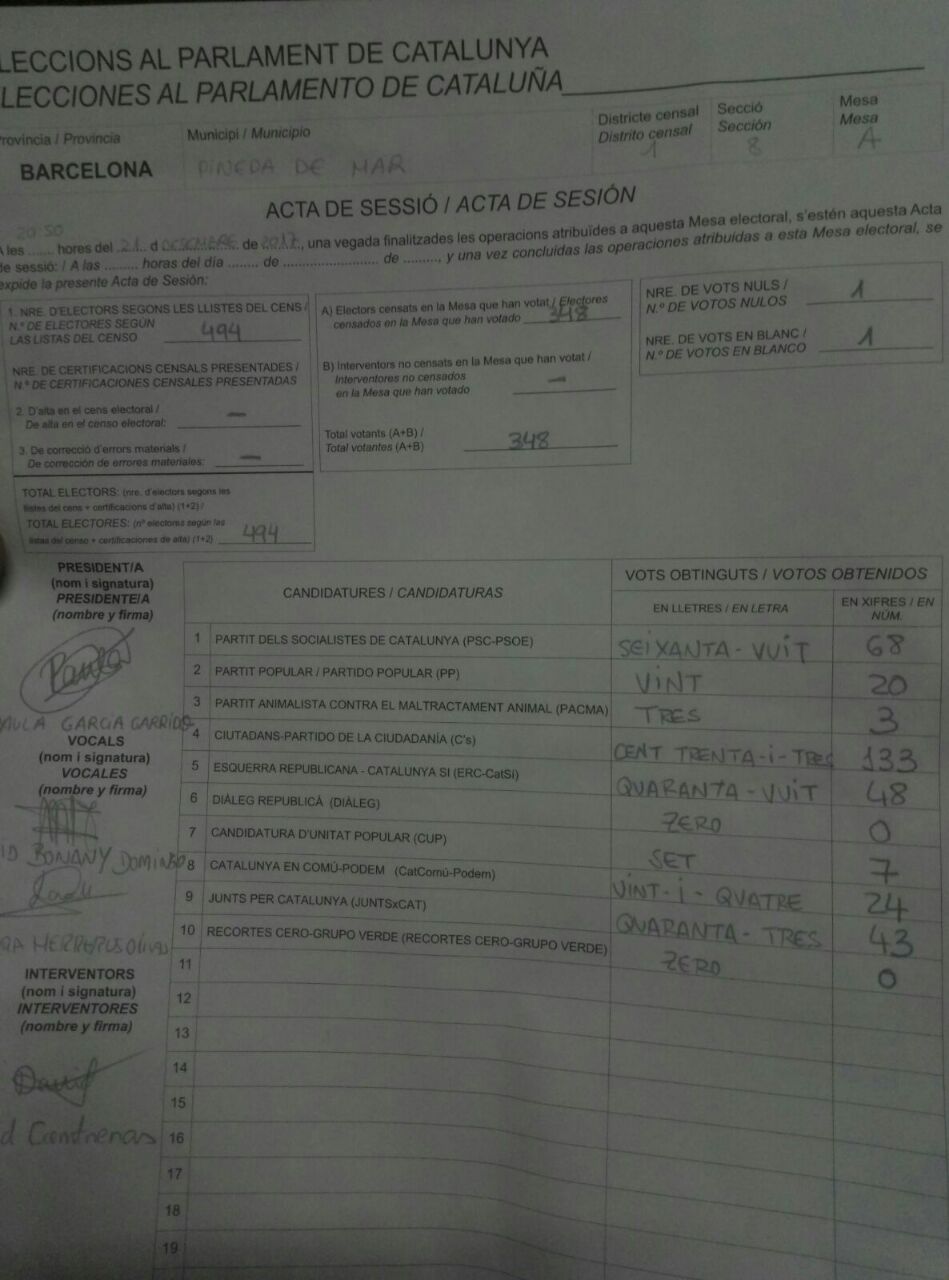 LECCIONS AL PARLAMENT DE CATALUNYA
LECCIONES AL PARLAMENTO DE CATALUÑA
rovíncia / Provincia
BARCELONA
Municipi / Municipio
PINEDA DE MAR
Districte censal
Distrito censal
1
Secció
Sección
8
Mesa
Mesa
A
ACTA DE SESSIÓ / ACTA DE SESIÓN
20:50
A les ....... hores del 21 d DESEMBRE de 2017, una vegada finalitzades les operacions atribuïdes a aquesta Mesa electoral, s'estén aquesta Acta
de sessió: / A las ......... horas del día ........ de ........................ de ........., y una vez concluidas las operaciones atribuidas a esta Mesa electoral, se
expide la presente Acta de Sesión:
1. NRE. D'ELECTORS SEGONS LES LLISTES DEL CENS /
N.º DE ELECTORES SEGÚN
LAS LISTAS DEL CENSO 494
NRE. DE CERTIFICACIONS CENSALS PRESENTADES /
N.º DE CERTIFICACIONES CENSALES PRESENTADAS
2. D'alta en el cens electoral /
De alta en el censo electoral: —
3. De correcció d'errors materials /
De corrección de errores materiales: —
TOTAL ELECTORS: (nre. d'electors segons les
llistes del cens + certificacions d'alta) (1+2) /
TOTAL ELECTORES: (nº electores según las
listas del censo + certificaciones de alta) (1+2) 494
A) Electors censats en la Mesa que han votat / Electores
censados en la Mesa que han votado 348
B) Interventors no censats en la Mesa que han votat /
Interventores no censados
en la Mesa que han votado —
Total votants (A+B) /
Total votantes (A+B) 348
NRE. DE VOTS NULS /
N.º DE VOTOS NULOS 1
NRE. DE VOTS EN BLANC /
N.º DE VOTOS EN BLANCO 1
PRESIDENT/A
(nom i signatura)
PRESIDENTE/A
(nombre y firma)
Paula
AULA GARCIA GARRIDO
VOCALS
(nom i signatura)
VOCALES
(nombre y firma)
ID BONANY DOMINGO
INTERVENTORS
(nom i signatura)
INTERVENTORES
(nombre y firma)
David
d Contreras
CANDIDATURES / CANDIDATURAS
VOTS OBTINGUTS / VOTOS OBTENIDOS
EN LLETRES / EN LETRA
EN XIFRES / EN
NÚM.
1 PARTIT DELS SOCIALISTES DE CATALUNYA (PSC-PSOE) SEIXANTA-VUIT 68
2 PARTIT POPULAR / PARTIDO POPULAR (PP) VINT 20
3 PARTIT ANIMALISTA CONTRA EL MALTRACTAMENT ANIMAL (PACMA) TRES 3
4 CIUTADANS-PARTIDO DE LA CIUDADANÍA (C's) CENT TRENTA-I-TRES 133
5 ESQUERRA REPUBLICANA - CATALUNYA SI (ERC-CatSí) QUARANTA-VUIT 48
6 DIÀLEG REPUBLICÀ (DIÀLEG) ZERO 0
7 CANDIDATURA D'UNITAT POPULAR (CUP) SET 7
8 CATALUNYA EN COMÚ-PODEM (CatComú-Podem) VINT-I-QUATRE 24
9 JUNTS PER CATALUNYA (JUNTSxCAT) QUARANTA-TRES 43
10 RECORTES CERO-GRUPO VERDE (RECORTES CERO-GRUPO VERDE) ZERO 0
11
12
13
14
15
16
17
18
19